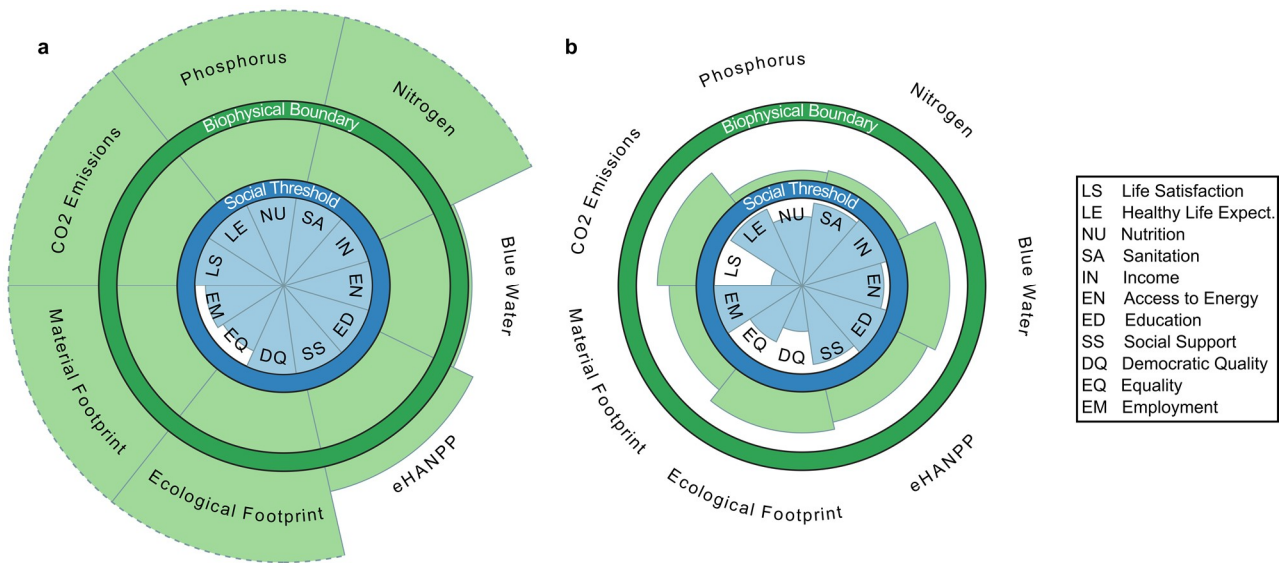 a
Phosphorus
Nitrogen
CO2 Emissions
Biophysical Boundary
Social Threshold
LS
LE
NU
SA
IN
EN
ED
SS
DQ
EQ
EM
Blue Water
Material Footprint
Ecological Footprint
eHANPP
b
Phosphorus
Nitrogen
CO2 Emissions
Biophysical Boundary
Social Threshold
LS
LE
NU
SA
IN
EN
ED
SS
DQ
EQ
EM
Blue Water
Material Footprint
Ecological Footprint
eHANPP
LS Life Satisfaction
LE Healthy Life Expect.
NU Nutrition
SA Sanitation
IN Income
EN Access to Energy
ED Education
SS Social Support
DQ Democratic Quality
EQ Equality
EM Employment